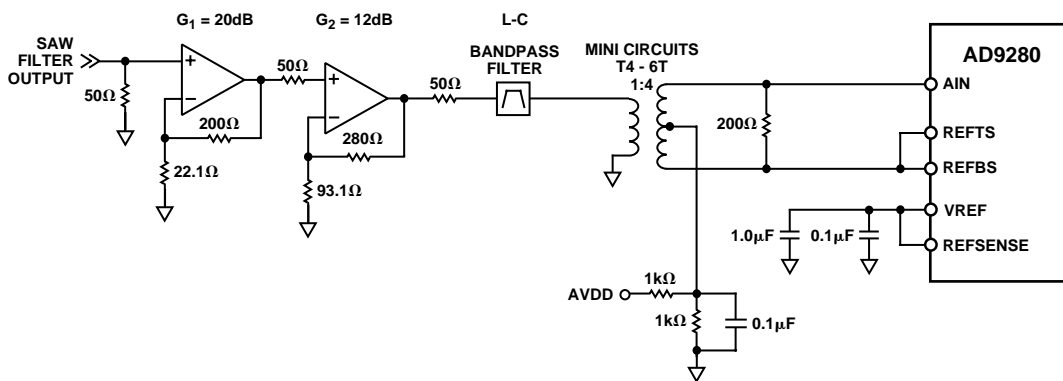 G1 = 20dB
G2 = 12dB
L-C
BANDPASS
FILTER
SAW
FILTER
OUTPUT
50Ω
200Ω
22.1Ω
50Ω
280Ω
93.1Ω
50Ω
MINI CIRCUITS
T4 - 6T
1:4
200Ω
AD9280
AIN
REFTS
REFBS
VREF
REFSENSE
1.0μF
0.1μF
AVDD
1kΩ
1kΩ
0.1μF